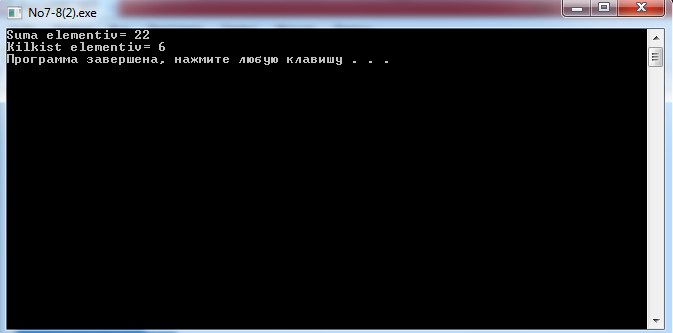 No7-8(2).exe
Suma elementiv= 22
Kilkist elementiv= 6
Программа завершена, нажмите любую клавишу . . .